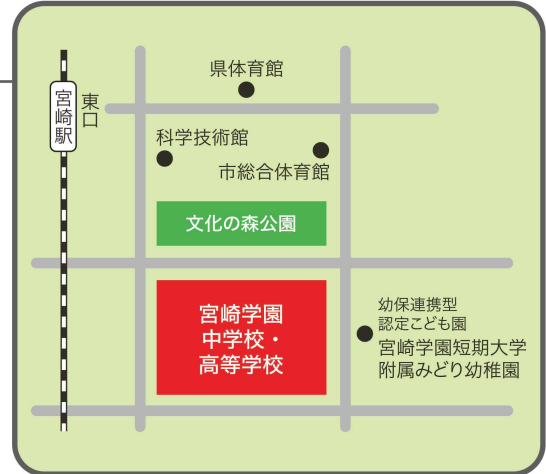 県体育館
宮崎駅
東口
科学技術館
市総合体育館
文化の森公園
宮崎学園
中学校・
高等学校
幼保連携型
認定こども園
宮崎学園短期大学
附属みどり幼稚園